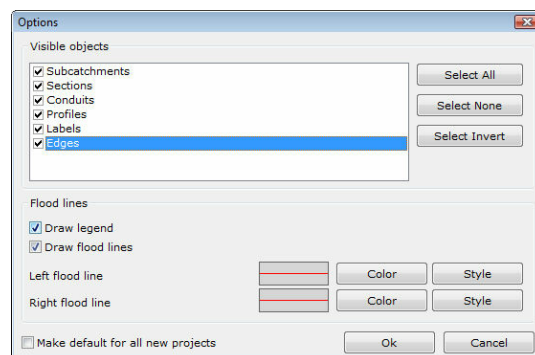 Options
Visible objects
Subcatchments
Sections
Conduits
Profiles
Labels
Edges
Select All
Select None
Select Invert
Flood lines
Draw legend
Draw flood lines
Left flood line
Color
Style
Right flood line
Color
Style
Make default for all new projects
Ok
Cancel